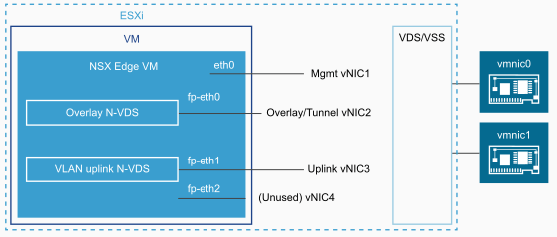 ESXi
VM
VDS/VSS
NSX Edge VM
eth0
Mgmt vNIC1
vmnic0
fp-eth0
Overlay N-VDS
Overlay/Tunnel vNIC2
vmnic1
fp-eth1
VLAN uplink N-VDS
Uplink vNIC3
fp-eth2
(Unused) vNIC4